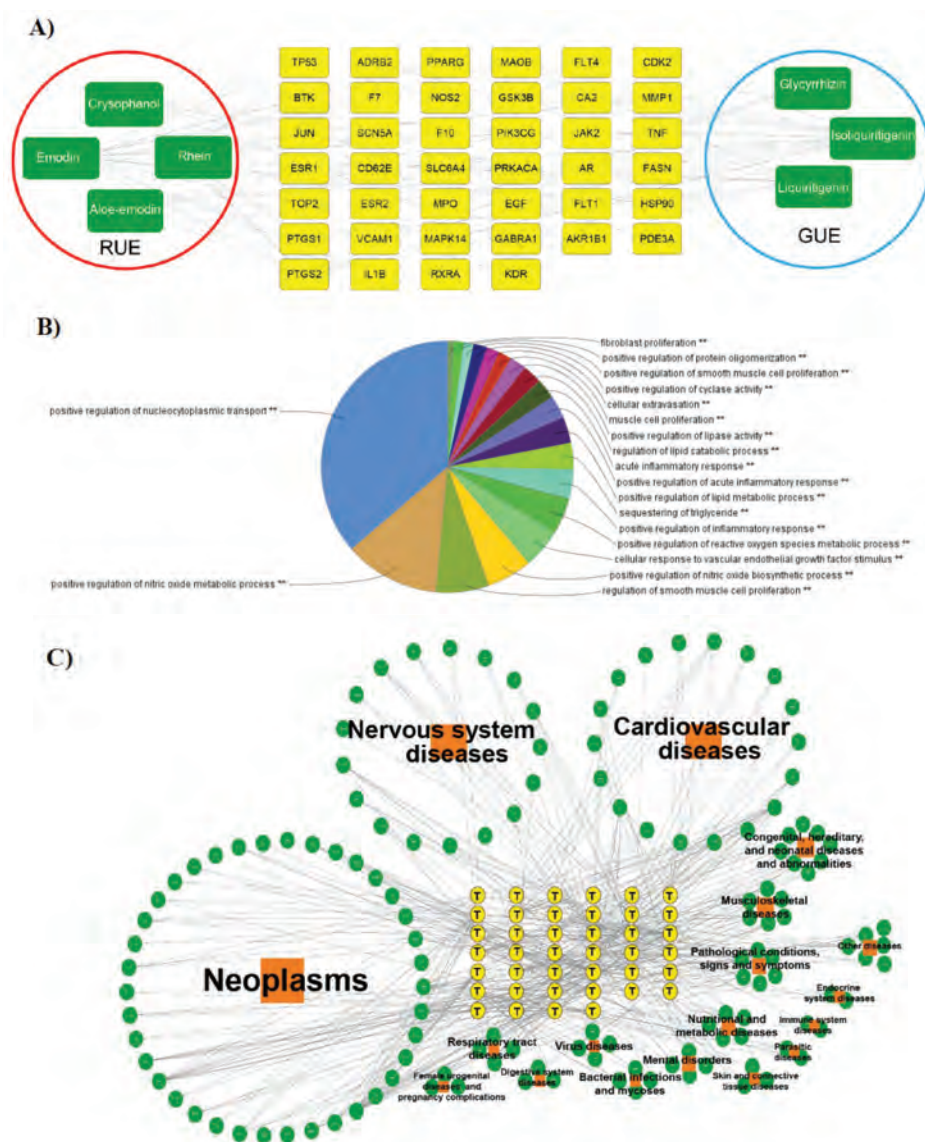 A)
Crysophanol
Emodin
Rhein
Aloe-emodin
RUE
TP53 ADRB2 PPARG MAOB FLT4 CDK2
BTK F7 NOS2 GSK3B CA2 MMP1
JUN SCN5A F10 PIK3CG JAK2 TNF
ESR1 CD62E SLC6A4 PRKACA AR FASN
TOP2 ESR2 MPO EGF FLT1 HSP90
PTGS1 VCAM1 MAPK14 GABRA1 AKR1B1 PDE3A
PTGS2 IL1B RXRA KDR
Glycyrrhizin
Isoliquiritigenin
Liquiritigenin
GUE
B)
positive regulation of nucleocytoplasmic transport **
positive regulation of nitric oxide metabolic process **
fibroblast proliferation **
positive regulation of protein oligomerization **
positive regulation of smooth muscle cell proliferation **
positive regulation of cyclase activity **
cellular extravasation **
muscle cell proliferation **
positive regulation of lipase activity **
regulation of lipid catabolic process **
acute inflammatory response **
positive regulation of acute inflammatory response **
positive regulation of lipid metabolic process **
sequestering of triglyceride **
positive regulation of inflammatory response **
positive regulation of reactive oxygen species metabolic process **
cellular response to vascular endothelial growth factor stimulus **
positive regulation of nitric oxide biosynthetic process **
regulation of smooth muscle cell proliferation **
C)
Nervous system
diseases
Cardiovascular
diseases
Neoplasms
T T T T T T
T T T T T T
T T T T T T
T T T T T T
T T T T T T
T T T T T T
T T T T
Congenital, hereditary,
and neonatal diseases
and abnormalities
Musculoskeletal
diseases
Pathological conditions,
signs and symptoms
Other diseases
Endocrine
system diseases
Nutritional and
metabolic diseases
Immune system
diseases
Parasitic
diseases
Respiratory tract
diseases
Virus diseases
Mental disorders
Female urogenital
diseases and
pregnancy complications
Digestive system
diseases
Bacterial infections
and mycoses
Skin and connective
tissue diseases